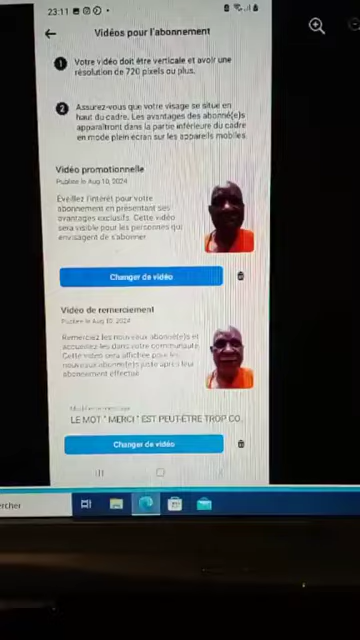 23:11
Vidéos pour l'abonnement
1 Votre vidéo doit être verticale et avoir une
résolution de 720 pixels ou plus.
2 Assurez-vous que votre visage se situe en
haut du cadre. Les avantages des abonné(e)s
apparaîtront dans la partie inférieure du cadre
en mode plein écran sur les appareils mobiles
Vidéo promotionnelle
Publiée le Aug 10, 2024
Éveillez l'intérêt pour votre
abonnement en présentant ses
avantages exclusifs. Cette vidéo
sera visible pour les personnes qui
envisagent de s'abonner
Changer de vidéo
Vidéo de remerciement
Publiée le Aug 10, 2024
Remerciez les nouveaux abonné(e)s et
accueillez-les dans votre communauté.
Cette vidéo sera affichée pour les
nouveaux abonné(e)s juste après leur
abonnement effectué
Modifier le message
LE MOT " MERCI " EST PEUT-ÊTRE TROP CO...
Changer de vidéo
ercher